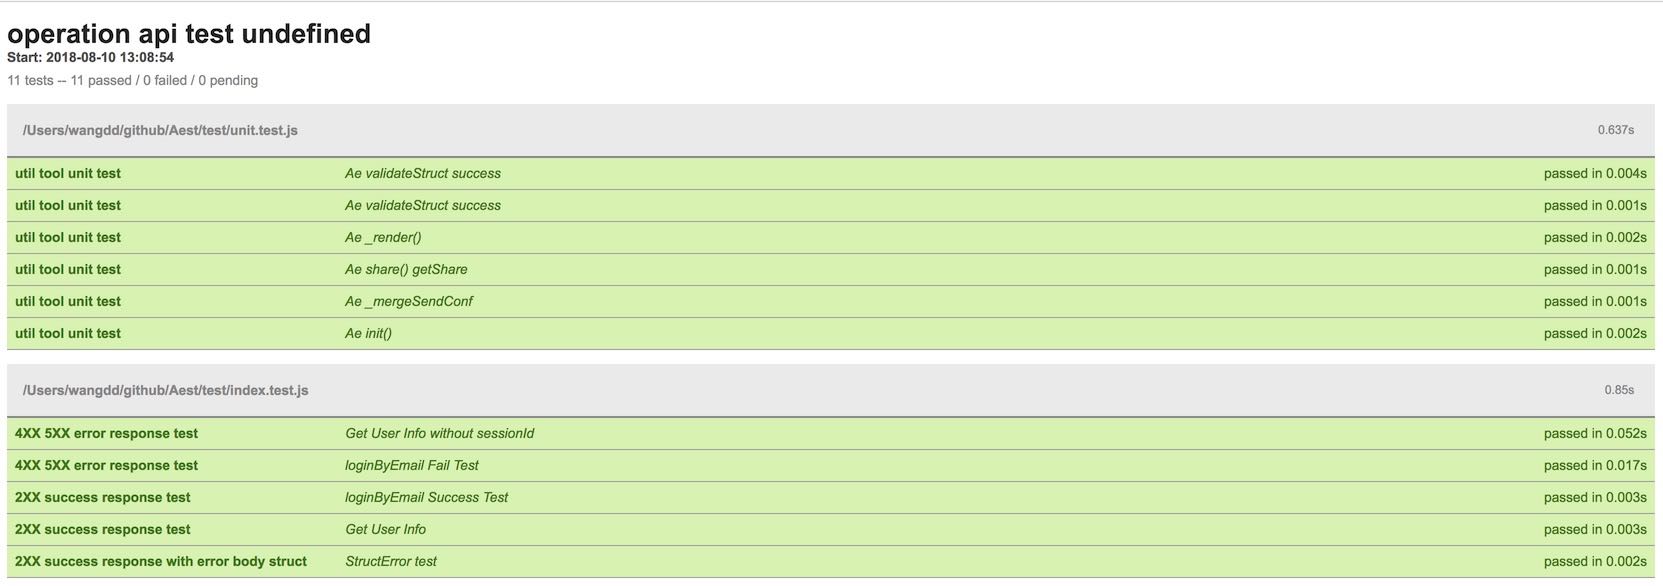 operation api test undefined
Start: 2018-08-10 13:08:54
11 tests -- 11 passed / 0 failed / 0 pending
/Users/wangdd/github/Aest/test/unit.test.js 0.637s
util tool unit test Ae validateStruct success passed in 0.004s
util tool unit test Ae validateStruct success passed in 0.001s
util tool unit test Ae _render() passed in 0.002s
util tool unit test Ae share() getShare passed in 0.001s
util tool unit test Ae _mergeSendConf passed in 0.001s
util tool unit test Ae init() passed in 0.002s
/Users/wangdd/github/Aest/test/index.test.js 0.85s
4XX 5XX error response test Get User Info without sessionId passed in 0.052s
4XX 5XX error response test loginByEmail Fail Test passed in 0.017s
2XX success response test loginByEmail Success Test passed in 0.003s
2XX success response test Get User Info passed in 0.003s
2XX success response with error body struct StructError test passed in 0.002s